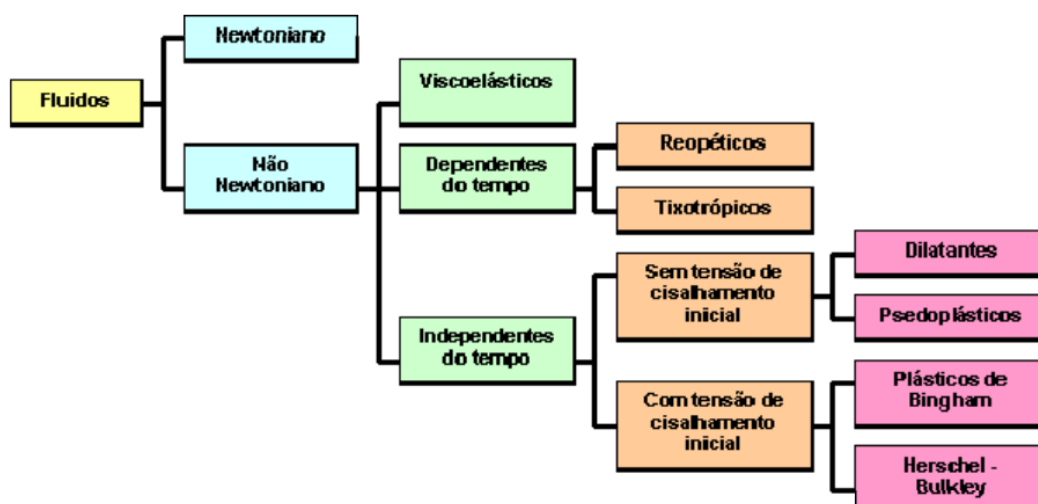 Newtoniano
Fluidos
Viscoelásticos
Não
Newtoniano
Dependentes
do tempo
Reopéticos
Tixotrópicos
Independentes
do tempo
Sem tensão de
cisalhamento
inicial
Dilatantes
Psedoplásticos
Com tensão de
cisalhamento
inicial
Plásticos de
Bingham
Herschel -
Bulkley